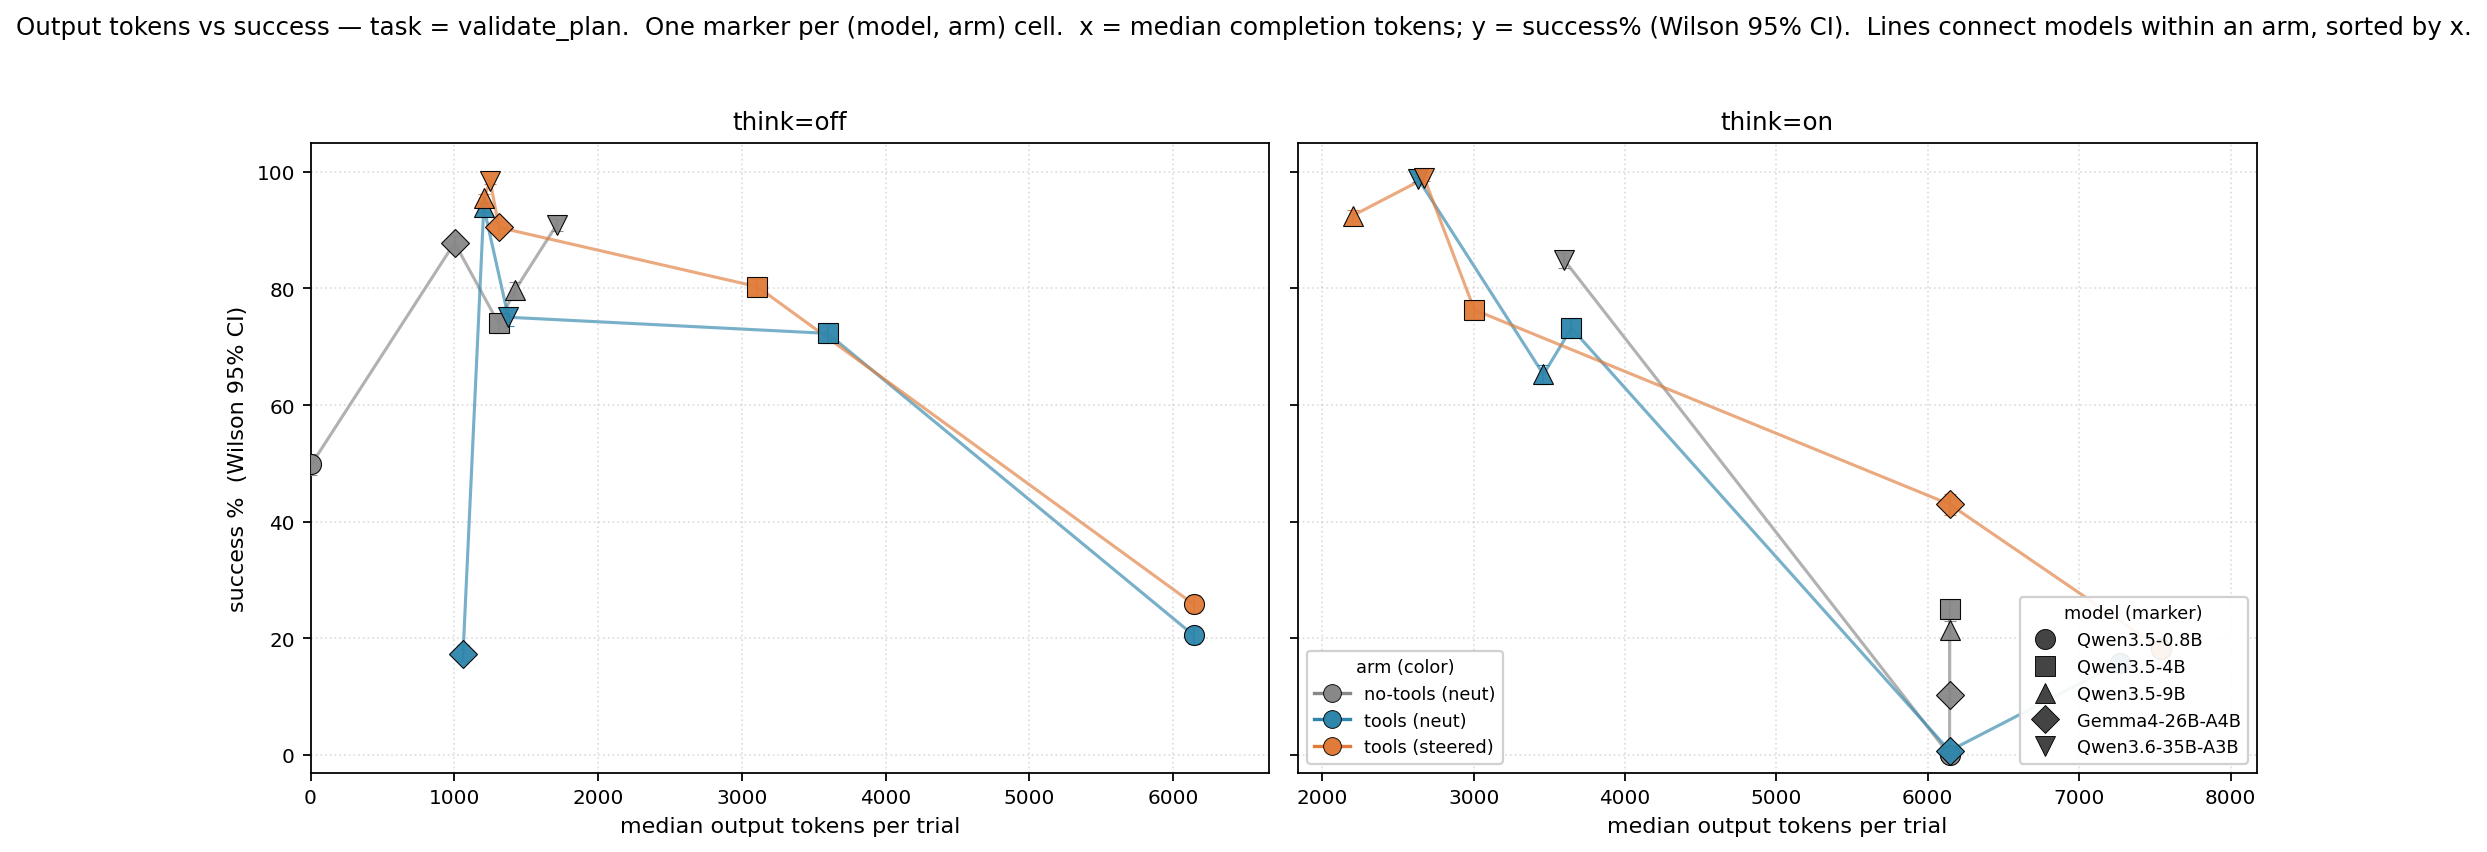 Output tokens vs success — task = validate_plan.  One marker per (model, arm) cell.  x = median completion tokens; y = success% (Wilson 95% CI).  Lines connect models within an arm, sorted by x.
think=off
think=on
success %  (Wilson 95% CI)
100
80
60
40
20
0
0
1000
2000
3000
4000
5000
6000
median output tokens per trial
2000
3000
4000
5000
6000
7000
8000
median output tokens per trial
arm (color)
no-tools (neut)
tools (neut)
tools (steered)
model (marker)
Qwen3.5-0.8B
Qwen3.5-4B
Qwen3.5-9B
Gemma4-26B-A4B
Qwen3.6-35B-A3B